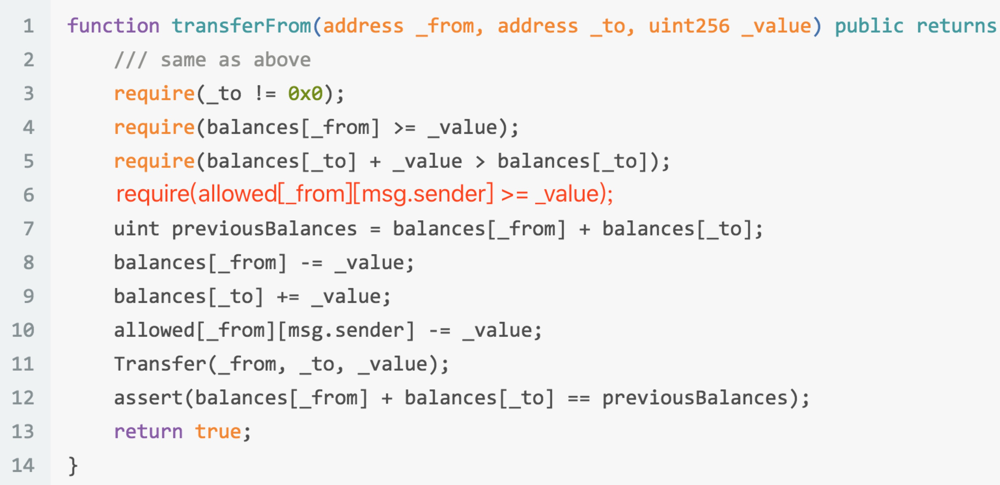 1 function transferFrom(address _from, address _to, uint256 _value) public returns
2 /// same as above
3 require(_to != 0x0);
4 require(balances[_from] >= _value);
5 require(balances[_to] + _value > balances[_to]);
6 require(allowed[_from][msg.sender] >= _value);
7 uint previousBalances = balances[_from] + balances[_to];
8 balances[_from] -= _value;
9 balances[_to] += _value;
10 allowed[_from][msg.sender] -= _value;
11 Transfer(_from, _to, _value);
12 assert(balances[_from] + balances[_to] == previousBalances);
13 return true;
14 }